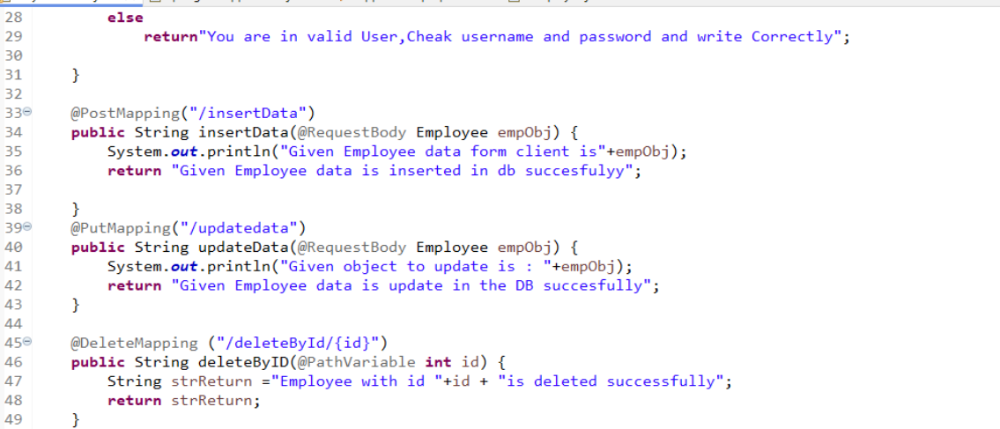 28 else
29 return"You are in valid User,Cheak username and password and write Correctly";
30
31 }
32
33 @PostMapping("/insertData")
34 public String insertData(@RequestBody Employee empObj) {
35 System.out.println("Given Employee data form client is"+empObj);
36 return "Given Employee data is inserted in db succesfulyy";
37
38 }
39 @PutMapping("/updatedata")
40 public String updateData(@RequestBody Employee empObj) {
41 System.out.println("Given object to update is : "+empObj);
42 return "Given Employee data is update in the DB succesfully";
43 }
44
45 @DeleteMapping ("/deleteById/{id}")
46 public String deleteByID(@PathVariable int id) {
47 String strReturn ="Employee with id "+id + "is deleted successfully";
48 return strReturn;
49 }